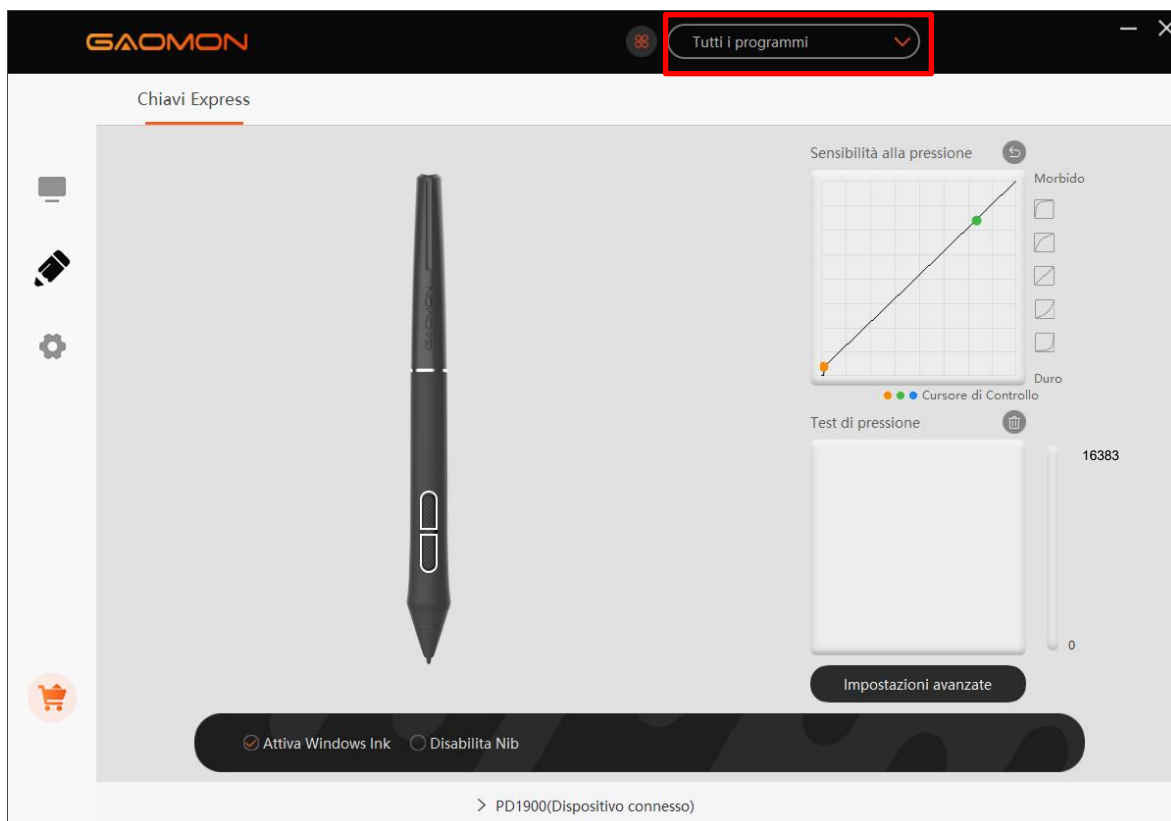 GAOMON
Tutti i programmi
Chiavi Express
Sensibilità alla pressione
Morbido
GAOMON
Duro
Cursore di Controllo
Test di pressione
16383
0
Impostazioni avanzate
Attiva Windows Ink
Disabilita Nib
PD1900(Dispositivo connesso)